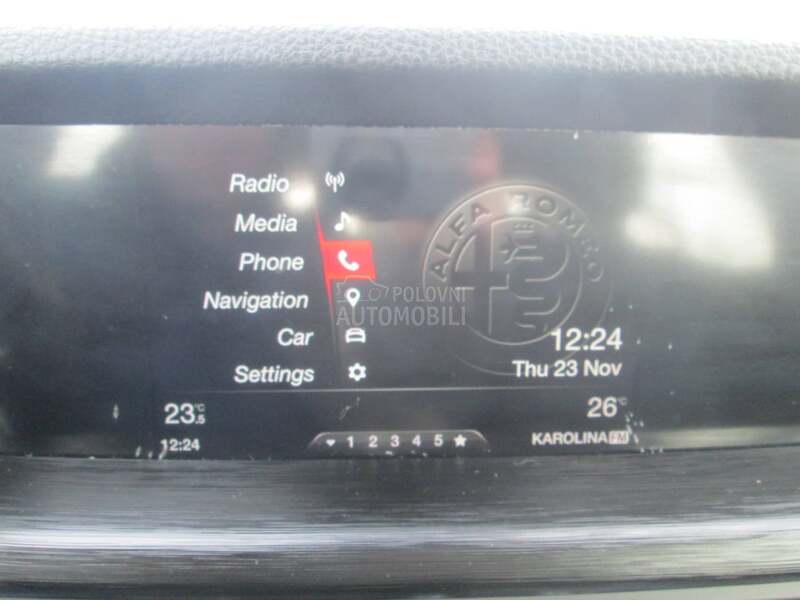 Radio
Media
Phone
Navigation
Car
Settings
ALFA ROMEO
POLOVNI
AUTOMOBILI
12:24
Thu 23 Nov
23.5°C
26°C
12:24
1 2 3 4 5
KAROLINA FM